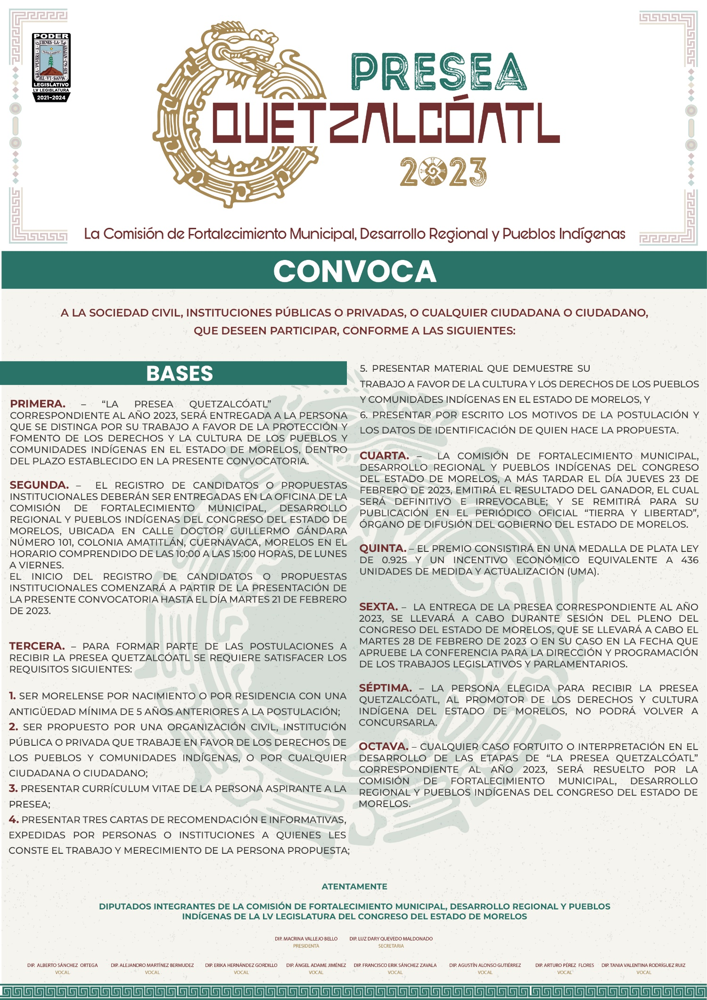 PODER
QUIENES LA TRABAJAN CON SUS MANOS LA TIERRA VOLVERÁ A
LEGISLATIVO
LV LEGISLATURA
2021-2024
PRESEA
QUETZALCÓATL
2023
La Comisión de Fortalecimiento Municipal, Desarrollo Regional y Pueblos Indígenas
CONVOCA
A LA SOCIEDAD CIVIL, INSTITUCIONES PÚBLICAS O PRIVADAS, O CUALQUIER CIUDADANA O CIUDADANO,
QUE DESEEN PARTICIPAR, CONFORME A LAS SIGUIENTES:
BASES
PRIMERA. – “LA PRESEA QUETZALCÓATL”
CORRESPONDIENTE AL AÑO 2023, SERÁ ENTREGADA A LA PERSONA
QUE SE DISTINGA POR SU TRABAJO A FAVOR DE LA PROTECCIÓN Y
FOMENTO DE LOS DERECHOS Y LA CULTURA DE LOS PUEBLOS Y
COMUNIDADES INDÍGENAS EN EL ESTADO DE MORELOS, DENTRO
DEL PLAZO ESTABLECIDO EN LA PRESENTE CONVOCATORIA.
SEGUNDA. – EL REGISTRO DE CANDIDATOS O PROPUESTAS
INSTITUCIONALES DEBERÁN SER ENTREGADAS EN LA OFICINA DE LA
COMISIÓN DE FORTALECIMIENTO MUNICIPAL, DESARROLLO
REGIONAL Y PUEBLOS INDÍGENAS DEL CONGRESO DEL ESTADO DE
MORELOS, UBICADA EN CALLE DOCTOR GUILLERMO GÁNDARA
NÚMERO 101, COLONIA AMATITLÁN, CUERNAVACA, MORELOS EN EL
HORARIO COMPRENDIDO DE LAS 10:00 A LAS 15:00 HORAS, DE LUNES
A VIERNES.
EL INICIO DEL REGISTRO DE CANDIDATOS O PROPUESTAS
INSTITUCIONALES COMENZARÁ A PARTIR DE LA PRESENTACIÓN DE
LA PRESENTE CONVOCATORIA HASTA EL DÍA MARTES 21 DE FEBRERO
DE 2023.
TERCERA. – PARA FORMAR PARTE DE LAS POSTULACIONES A
RECIBIR LA PRESEA QUETZALCÓATL SE REQUIERE SATISFACER LOS
REQUISITOS SIGUIENTES:
1. SER MORELENSE POR NACIMIENTO O POR RESIDENCIA CON UNA
ANTIGÜEDAD MÍNIMA DE 5 AÑOS ANTERIORES A LA POSTULACIÓN;
2. SER PROPUESTO POR UNA ORGANIZACIÓN CIVIL, INSTITUCIÓN
PÚBLICA O PRIVADA QUE TRABAJE EN FAVOR DE LOS DERECHOS DE
LOS PUEBLOS Y COMUNIDADES INDÍGENAS, O POR CUALQUIER
CIUDADANA O CIUDADANO;
3. PRESENTAR CURRÍCULUM VITAE DE LA PERSONA ASPIRANTE A LA
PRESEA;
4. PRESENTAR TRES CARTAS DE RECOMENDACIÓN E INFORMATIVAS,
EXPEDIDAS POR PERSONAS O INSTITUCIONES A QUIENES LES
CONSTE EL TRABAJO Y MERECIMIENTO DE LA PERSONA PROPUESTA;
5. PRESENTAR MATERIAL QUE DEMUESTRE SU
TRABAJO A FAVOR DE LA CULTURA Y LOS DERECHOS DE LOS PUEBLOS
Y COMUNIDADES INDÍGENAS EN EL ESTADO DE MORELOS, Y
6. PRESENTAR POR ESCRITO LOS MOTIVOS DE LA POSTULACIÓN Y
LOS DATOS DE IDENTIFICACIÓN DE QUIEN HACE LA PROPUESTA.
CUARTA. – LA COMISIÓN DE FORTALECIMIENTO MUNICIPAL,
DESARROLLO REGIONAL Y PUEBLOS INDÍGENAS DEL CONGRESO
DEL ESTADO DE MORELOS, A MÁS TARDAR EL DÍA JUEVES 23 DE
FEBRERO DE 2023, EMITIRÁ EL RESULTADO DEL GANADOR, EL CUAL
SERÁ DEFINITIVO E IRREVOCABLE; Y SE REMITIRÁ PARA SU
PUBLICACIÓN EN EL PERIÓDICO OFICIAL “TIERRA Y LIBERTAD”,
ÓRGANO DE DIFUSIÓN DEL GOBIERNO DEL ESTADO DE MORELOS.
QUINTA. – EL PREMIO CONSISTIRÁ EN UNA MEDALLA DE PLATA LEY
DE 0.925 Y UN INCENTIVO ECONÓMICO EQUIVALENTE A 436
UNIDADES DE MEDIDA Y ACTUALIZACIÓN (UMA).
SEXTA. – LA ENTREGA DE LA PRESEA CORRESPONDIENTE AL AÑO
2023, SE LLEVARÁ A CABO DURANTE SESIÓN DEL PLENO DEL
CONGRESO DEL ESTADO DE MORELOS, QUE SE LLEVARÁ A CABO EL
MARTES 28 DE FEBRERO DE 2023 O EN SU CASO EN LA FECHA QUE
APRUEBE LA CONFERENCIA PARA LA DIRECCIÓN Y PROGRAMACIÓN
DE LOS TRABAJOS LEGISLATIVOS Y PARLAMENTARIOS.
SÉPTIMA. – LA PERSONA ELEGIDA PARA RECIBIR LA PRESEA
QUETZALCÓATL, AL PROMOTOR DE LOS DERECHOS Y CULTURA
INDÍGENA DEL ESTADO DE MORELOS, NO PODRÁ VOLVER A
CONCURSARLA.
OCTAVA. – CUALQUIER CASO FORTUITO O INTERPRETACIÓN EN EL
DESARROLLO DE LAS ETAPAS DE “LA PRESEA QUETZALCÓATL”
CORRESPONDIENTE AL AÑO 2023, SERÁ RESUELTO POR LA
COMISIÓN DE FORTALECIMIENTO MUNICIPAL, DESARROLLO
REGIONAL Y PUEBLOS INDÍGENAS DEL CONGRESO DEL ESTADO DE
MORELOS.
ATENTAMENTE
DIPUTADOS INTEGRANTES DE LA COMISIÓN DE FORTALECIMIENTO MUNICIPAL, DESARROLLO REGIONAL Y PUEBLOS
INDÍGENAS DE LA LV LEGISLATURA DEL CONGRESO DEL ESTADO DE MORELOS
DIP. MACRINA VALLEJO BELLO DIP. LUZ DARY QUEVEDO MALDONADO
PRESIDENTA SECRETARIA
DIP. ALBERTO SÁNCHEZ ORTEGA DIP. ALEJANDRO MARTÍNEZ BERMUDEZ DIP. ERIKA HERNÁNDEZ GORDILLO DIP. ÁNGEL ADAME JIMÉNEZ DIP. FRANCISCO ERIK SÁNCHEZ ZAVALA DIP. AGUSTÍN ALONSO GUTIÉRREZ DIP. ARTURO PÉREZ FLORES DIP. TANIA VALENTINA RODRÍGUEZ RUIZ
VOCAL VOCAL VOCAL VOCAL VOCAL VOCAL VOCAL VOCAL